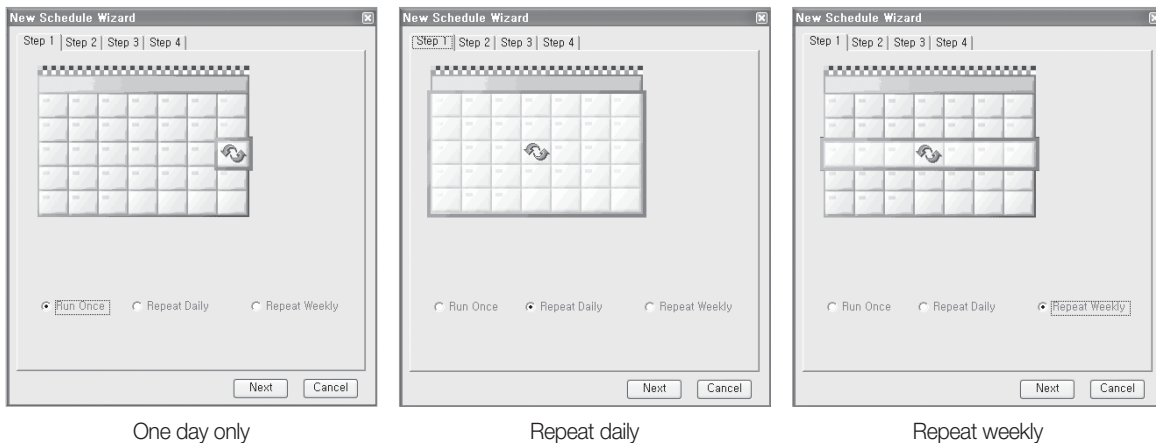 New Schedule Wizard
Step 1 Step 2 Step 3 Step 4
Run Once Repeat Daily Repeat Weekly
Next Cancel
One day only
New Schedule Wizard
Step 1 Step 2 Step 3 Step 4
Run Once Repeat Daily Repeat Weekly
Next Cancel
Repeat daily
New Schedule Wizard
Step 1 Step 2 Step 3 Step 4
Run Once Repeat Daily Repeat Weekly
Next Cancel
Repeat weekly